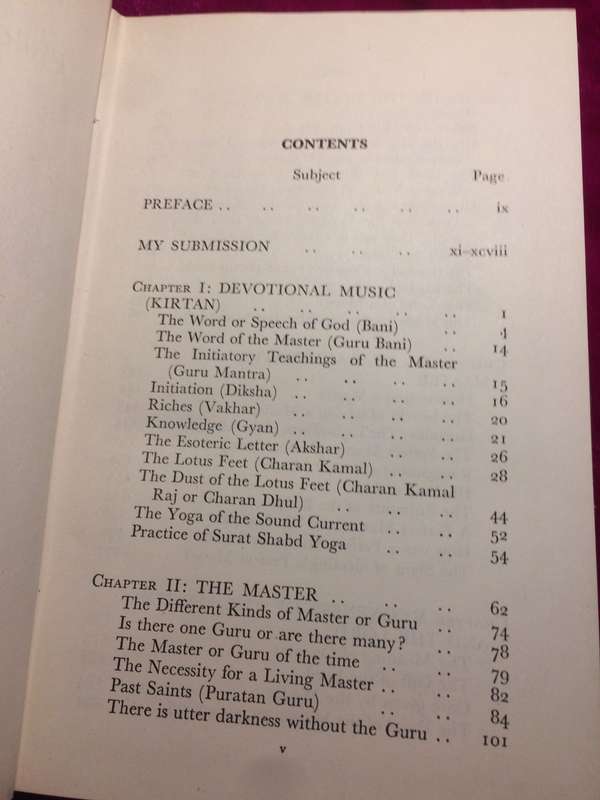 CONTENTS
Subject Page
PREFACE .. .. .. .. .. .. ix
MY SUBMISSION .. .. .. xi–xcviii
CHAPTER I: DEVOTIONAL MUSIC
(KIRTAN) .. .. .. .. .. 1
The Word or Speech of God (Bani) .. 4
The Word of the Master (Guru Bani) .. 14
The Initiatory Teachings of the Master
(Guru Mantra) .. .. .. .. 15
Initiation (Diksha) .. .. .. .. 16
Riches (Vakhar) .. .. .. .. 20
Knowledge (Gyan) .. .. .. .. 21
The Esoteric Letter (Akshar) .. .. 26
The Lotus Feet (Charan Kamal) .. .. 28
The Dust of the Lotus Feet (Charan Kamal
Raj or Charan Dhul) .. .. .. 44
The Yoga of the Sound Current .. .. 52
Practice of Surat Shabd Yoga .. .. 54
CHAPTER II: THE MASTER .. .. .. 62
The Different Kinds of Master or Guru .. 74
Is there one Guru or are there many? .. 78
The Master or Guru of the time .. .. 79
The Necessity for a Living Master .. .. 82
Past Saints (Puratan Guru) .. .. 84
There is utter darkness without the Guru .. 101
v